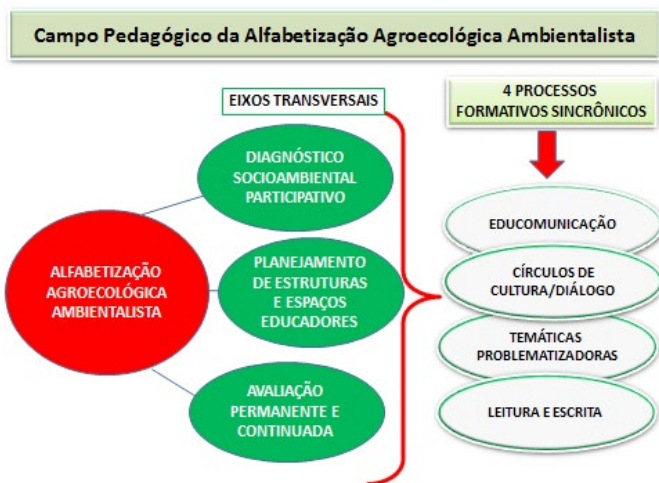 Campo Pedagógico da Alfabetização Agroecológica Ambientalista
EIXOS TRANSVERSAIS
DIAGNÓSTICO
SOCIOAMBIENTAL
PARTICIPATIVO
ALFABETIZAÇÃO
AGROECOLÓGICA
AMBIENTALISTA
PLANEJAMENTO
DE ESTRUTURAS
E ESPAÇOS
EDUCADORES
AVALIAÇÃO
PERMANENTE E
CONTINUADA
4 PROCESSOS
FORMATIVOS SINCRÔNICOS
EDUCOMUNICAÇÃO
CÍRCULOS DE
CULTURA/DIÁLOGO
TEMÁTICAS
PROBLEMATIZADORAS
LEITURA E ESCRITA